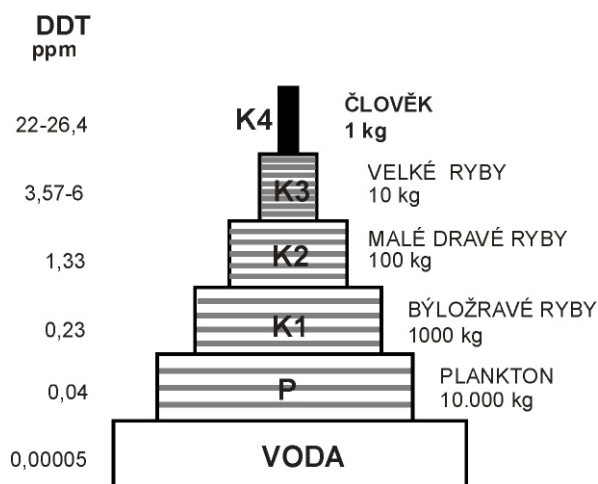 DDT
ppm
22-26,4
K4
ČLOVĚK
1 kg
3,57-6
K3
VELKÉ RYBY
10 kg
1,33
K2
MALÉ DRAVÉ RYBY
100 kg
0,23
K1
BÝLOŽRAVÉ RYBY
1000 kg
0,04
P
PLANKTON
10.000 kg
0,00005
VODA